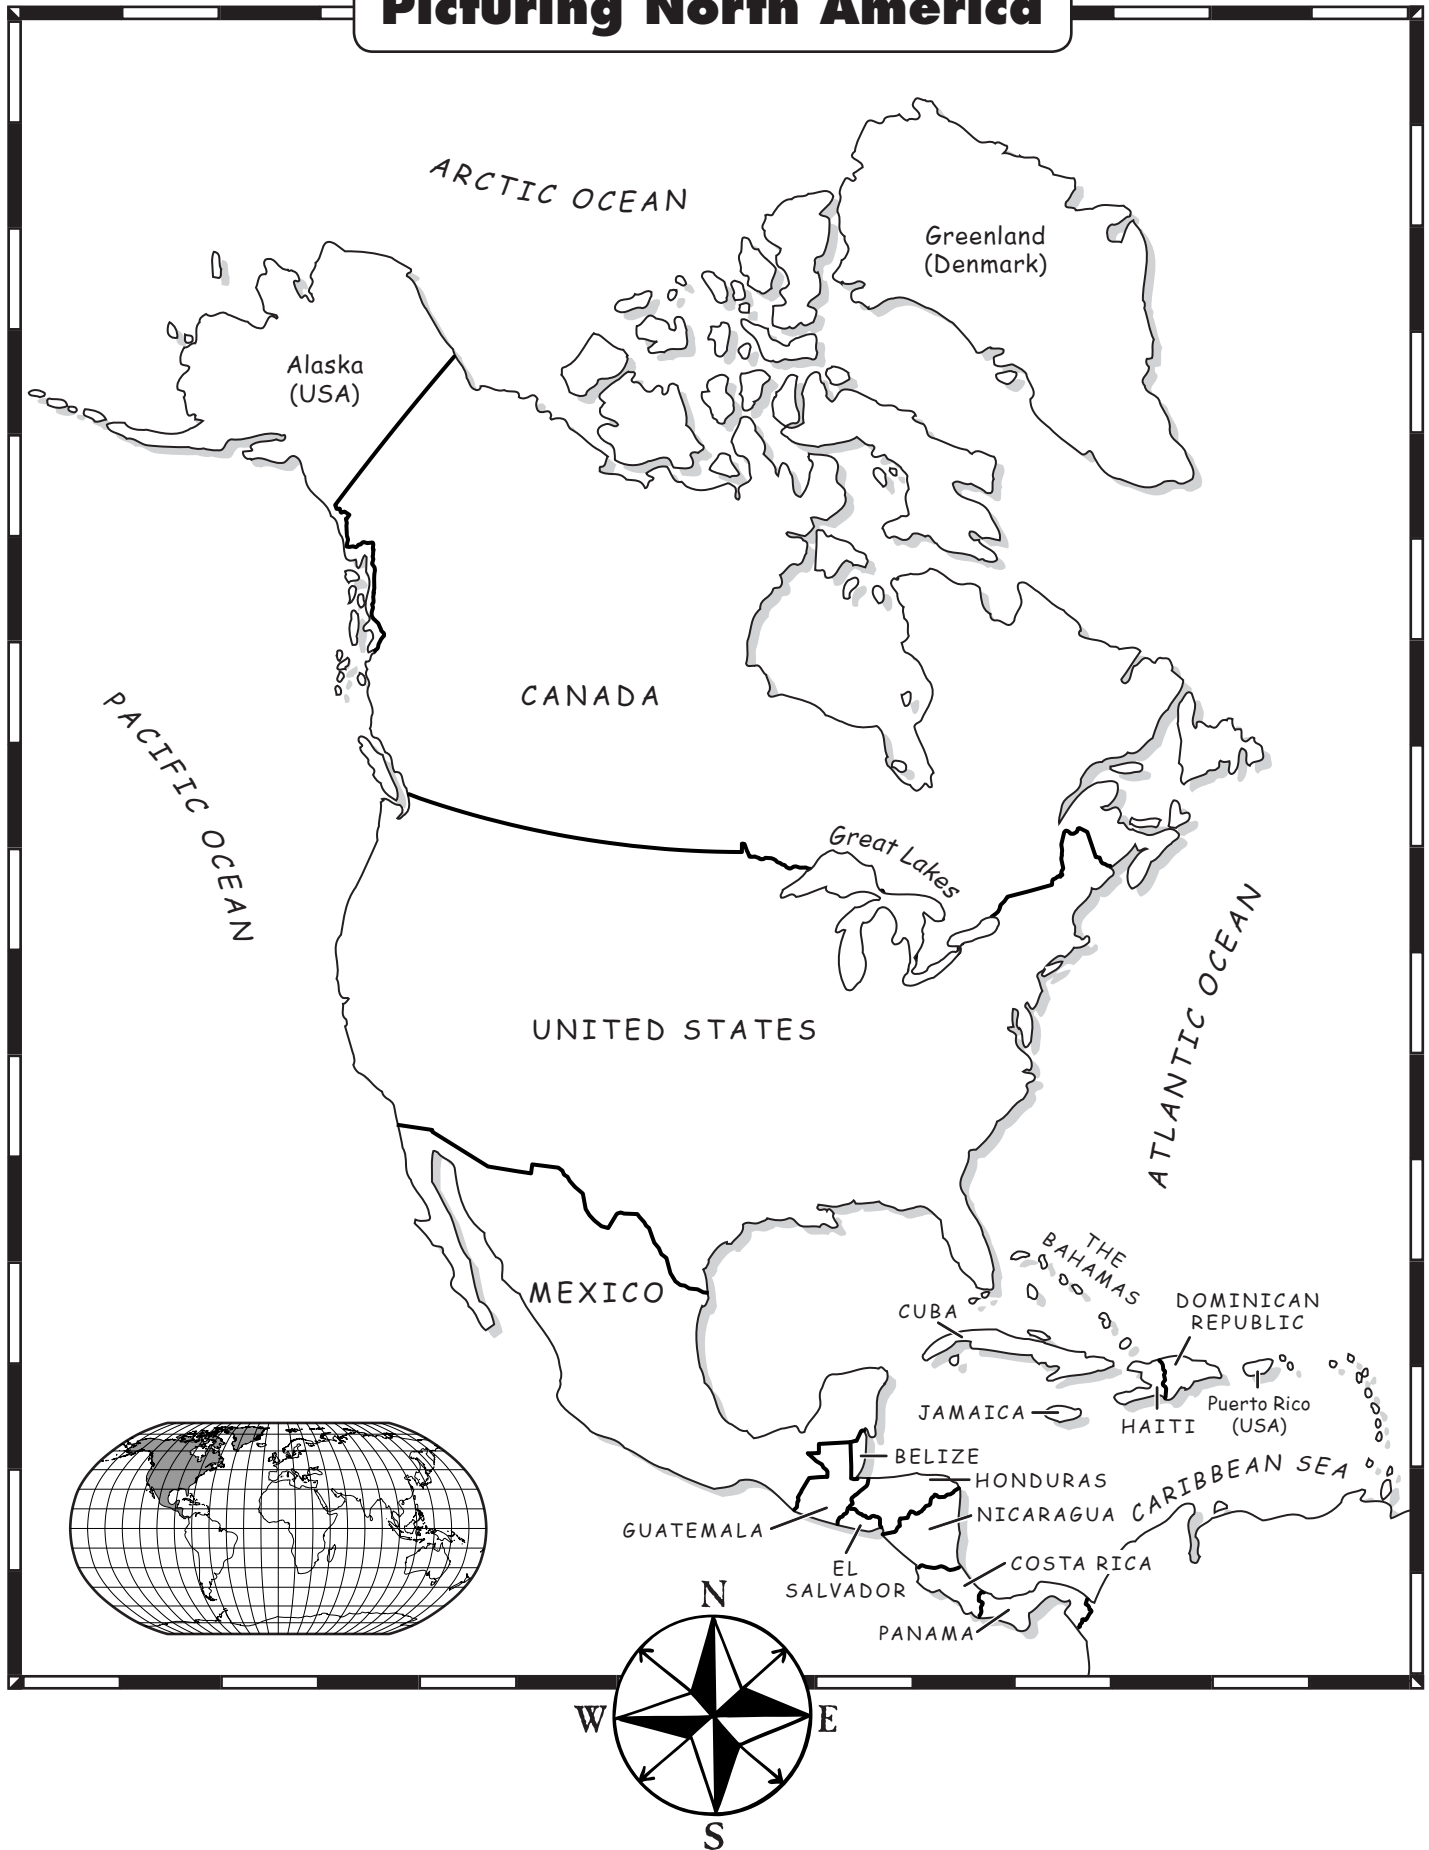 Picturing North America
ARCTIC OCEAN
Greenland
(Denmark)
Alaska
(USA)
CANADA
PACIFIC OCEAN
Great Lakes
ATLANTIC OCEAN
UNITED STATES
THE
BAHAMAS
MEXICO
CUBA
DOMINICAN
REPUBLIC
JAMAICA
HAITI
Puerto Rico
(USA)
BELIZE
CARIBBEAN SEA
HONDURAS
NICARAGUA
GUATEMALA
EL
SALVADOR
COSTA RICA
PANAMA
N
W
E
S